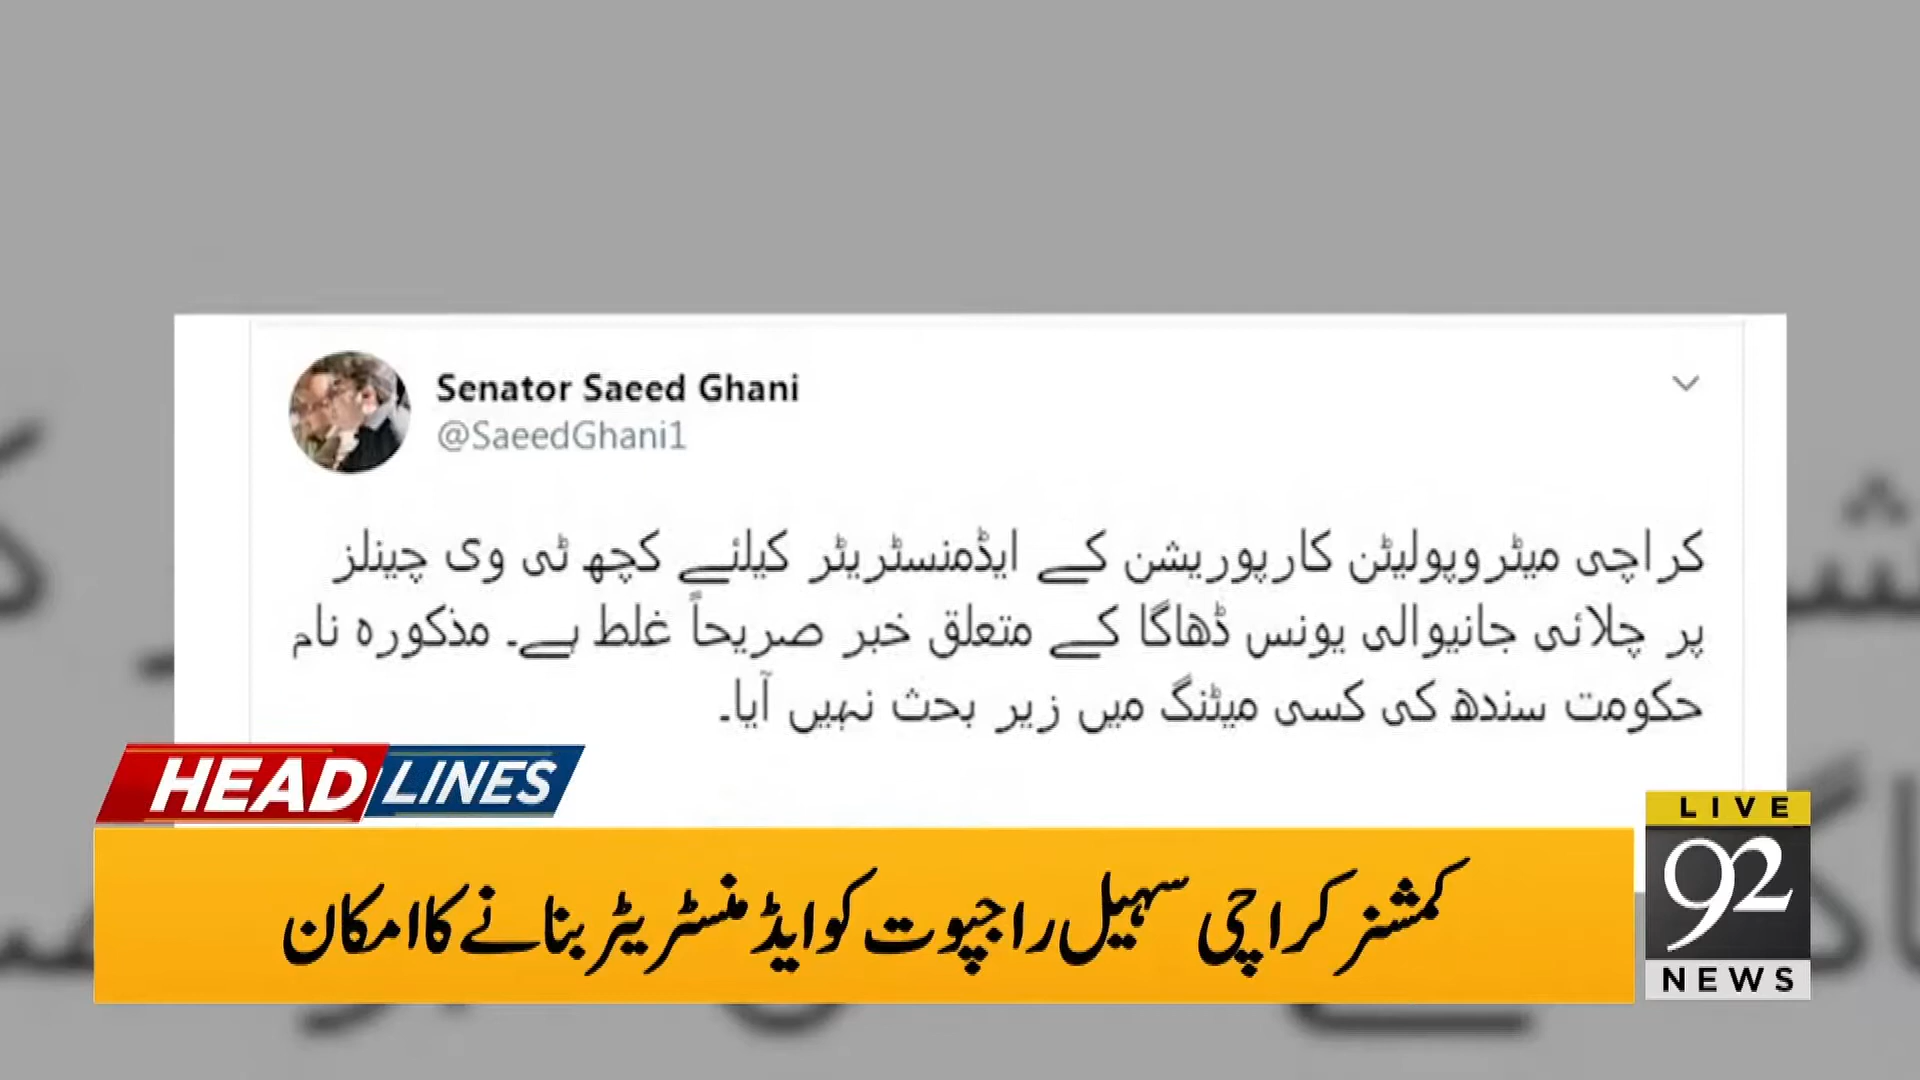 Senator Saeed Ghani
@SaeedGhani1
کراچی میٹروپولیٹن کارپوریشن کے ایڈمنسٹریٹر کیلئے کچھ ٹی وی چینلز
پر چلائی جانیوالی یونس ڈھاگا کے متعلق خبر صریحاً غلط ہے۔ مذکورہ نام
حکومت سندھ کی کسی میٹنگ میں زیر بحث نہیں آیا۔
HEADLINES
کمشنر کراچی سہیل راجپوت کو ایڈمنسٹریٹر بنانے کا امکان
LIVE
92
NEWS